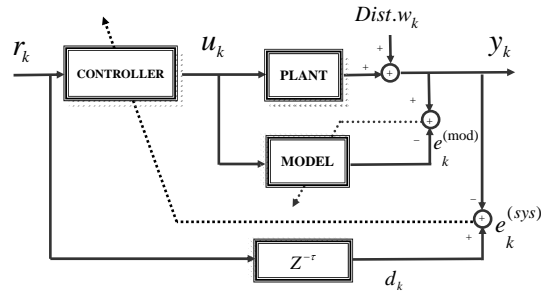 Dist.w_k
r_k
u_k
y_k
CONTROLLER
PLANT
+
+
+
+
+
MODEL
−
e_k^(mod)
−
+
+
e_k^(sys)
Z^−τ
d_k